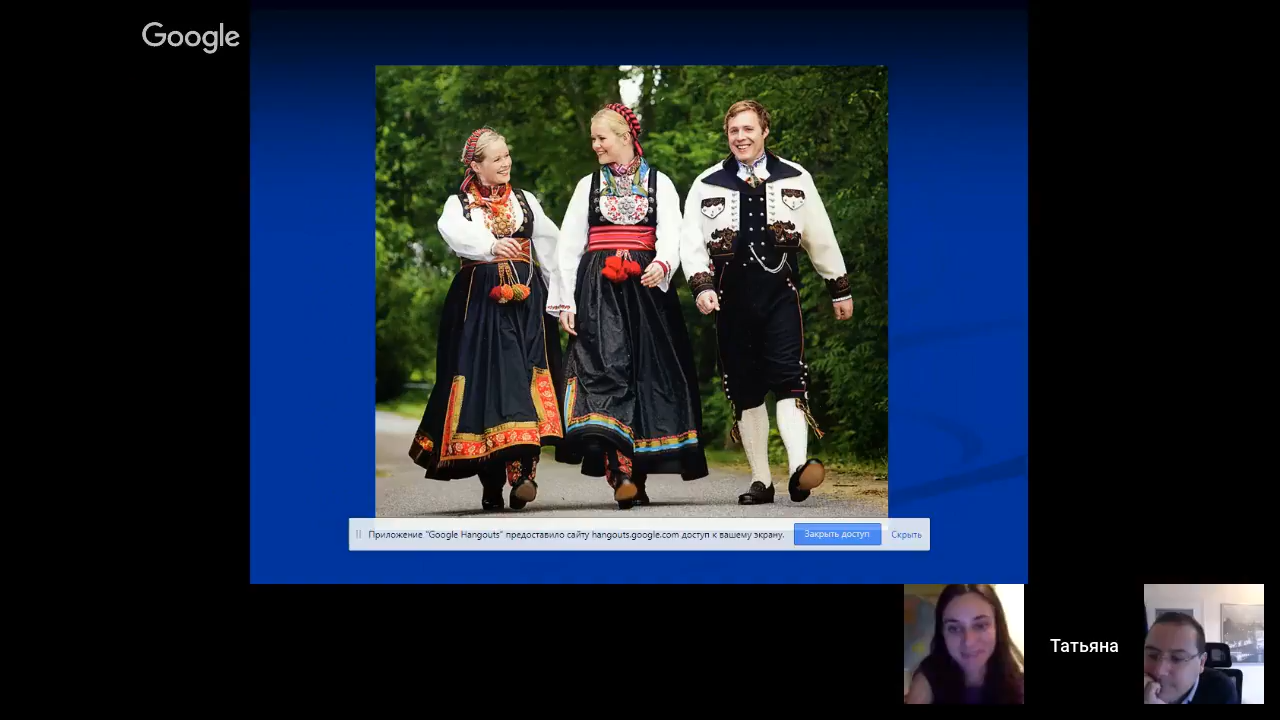 Google
Приложение "Google Hangouts" предоставило сайту hangouts.google.com доступ к вашему экрану.
Закрыть доступ
Скрыть
Татьяна